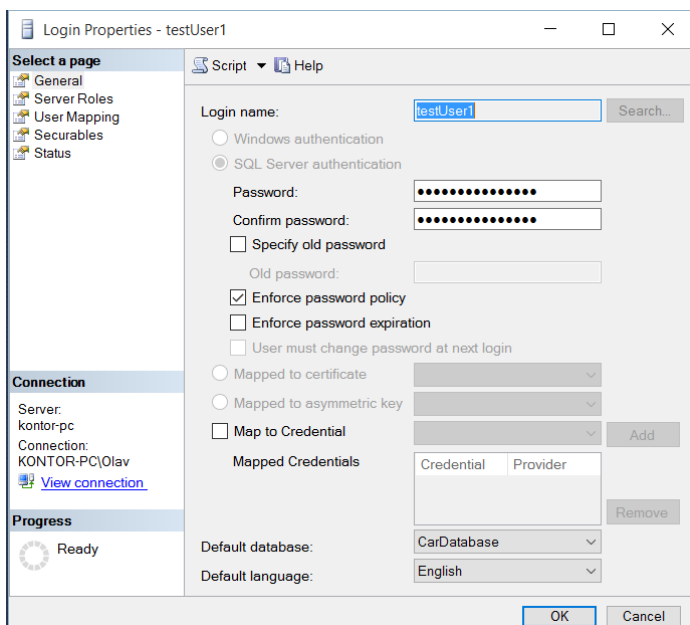 Login Properties - testUser1
Select a page
General
Server Roles
User Mapping
Securables
Status
Script Help
Login name: testUser1 Search...
Windows authentication
SQL Server authentication
Password: ●●●●●●●●●●●●●●●
Confirm password: ●●●●●●●●●●●●●●●
Specify old password
Old password:
Enforce password policy
Enforce password expiration
User must change password at next login
Mapped to certificate
Mapped to asymmetric key
Map to Credential Add
Mapped Credentials Credential Provider
Remove
Default database: CarDatabase
Default language: English
Connection
Server:
kontor-pc
Connection:
KONTOR-PC\Olav
View connection
Progress
Ready
OK Cancel